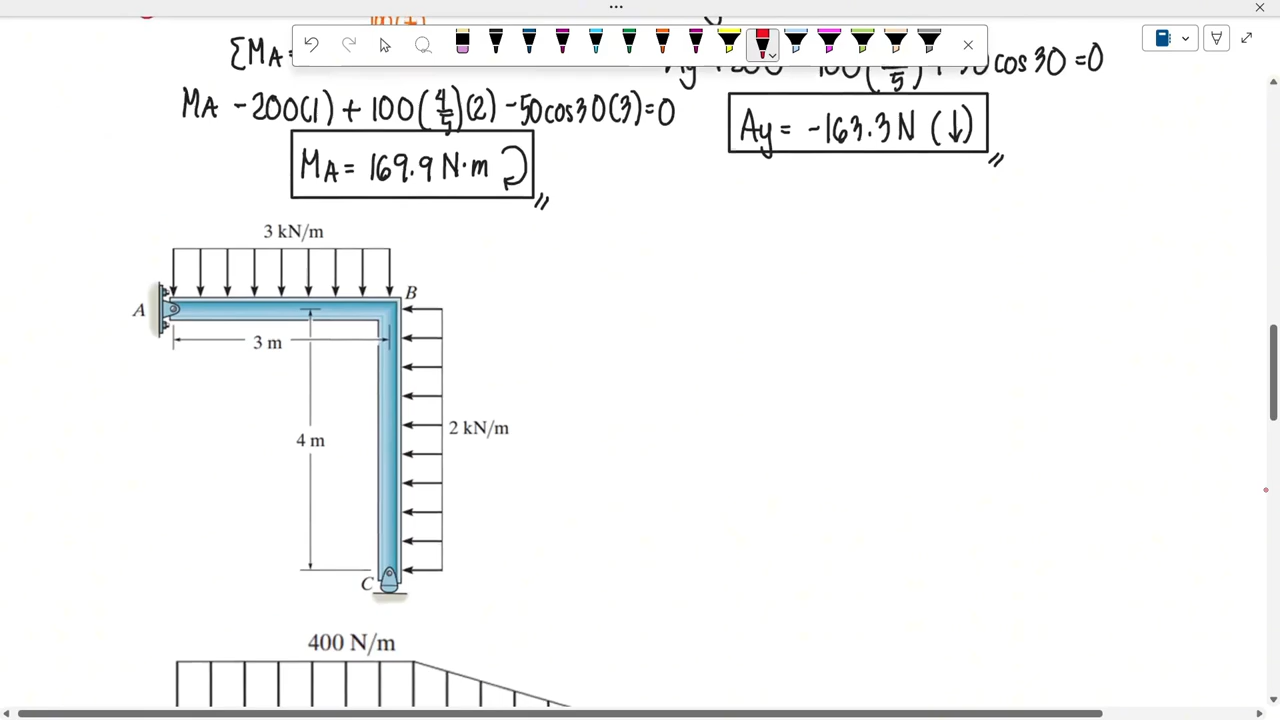 ΣMA =
cos 30 = 0
MA - 200(1) + 100(4/5)(2) - 50cos30(3) = 0
Ay = -163.3 N (↓)
MA = 169.9 N·m
3 kN/m
B
A
3 m
4 m
2 kN/m
C
400 N/m